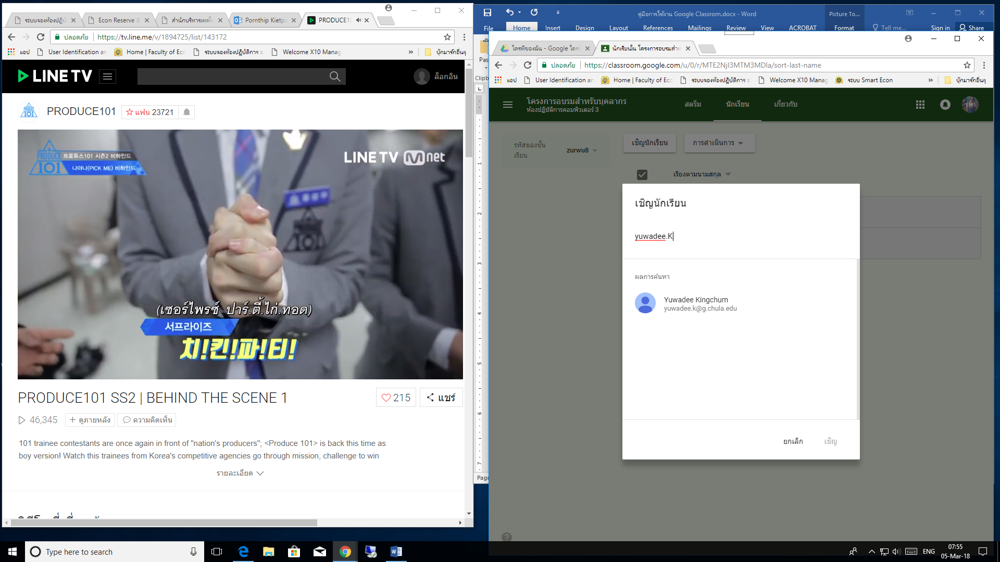 ระบบจองห้องปฏิบั
Econ Reserve &
สำนักบริหารเทคโ
Pornthip Kietpa
PRODUCE10
ปลอดภัย
https://tv.line.me/v/1894725/list/143172
แอป
User Identification an
Home | Faculty of Eco
ระบบจองห้องปฏิบัติการ อ
Welcome X10 Manag
»
บุ๊กมาร์กอื่นๆ
LINE TV
ล็อกอิน
PRODUCE101
แฟน 23721
PRODUCE 101
프로듀스101 시즌2 비하인드
나야나(PICK ME) 비하인드
LINE TV Mnet
(เซอร์ไพรซ์ ปาร์.ตี้.ไก่.ทอด)
서프라이즈
치!킨!파!티!
PRODUCE101 SS2 | BEHIND THE SCENE 1
215
แชร์
46,345
+ ดูภายหลัง
ความคิดเห็น
101 trainee contestants are once again in front of "nation's producers"; <Produce 101> is back this time as
boy version! Watch this trainees from Korea's competitive agencies go through mission, challenge to win
รายละเอียด
คู่มือการใช้งาน Google Classrom.docx - Word
Picture To...
File
Home
Insert
Design
Layout
References
Mailings
Review
View
ACROBAT
Format
Tell me...
Sign in
Share
Pas
Clipb
Page
ไดรฟ์ของฉัน - Google ไดรฟ์
นักเรียนใน โครงการอบรมสำห
ปลอดภัย
https://classroom.google.com/u/0/r/MTE2NjI3MTM3MDIa/sort-last-name
แอป
User Identification an
Home | Faculty of Eco
ระบบจองห้องปฏิบัติการ อ
Welcome X10 Manag
ระบบ Smart Econ
»
บุ๊กมาร์กอื่นๆ
โครงการอบรมสำหรับบุคลากร
ห้องปฏิบัติการคอมพิวเตอร์ 3
สตรีม
นักเรียน
เกี่ยวกับ
รหัสของชั้น
เรียน
zurwu8
เชิญนักเรียน
การดำเนินการ
เรียงตามนามสกุล
เชิญนักเรียน
yuwadee.K
ผลการค้นหา
Yuwadee Kingchum
yuwadee.k@g.chula.edu
ยกเลิก
เชิญ
Type here to search
ENG
07:55
05-Mar-18